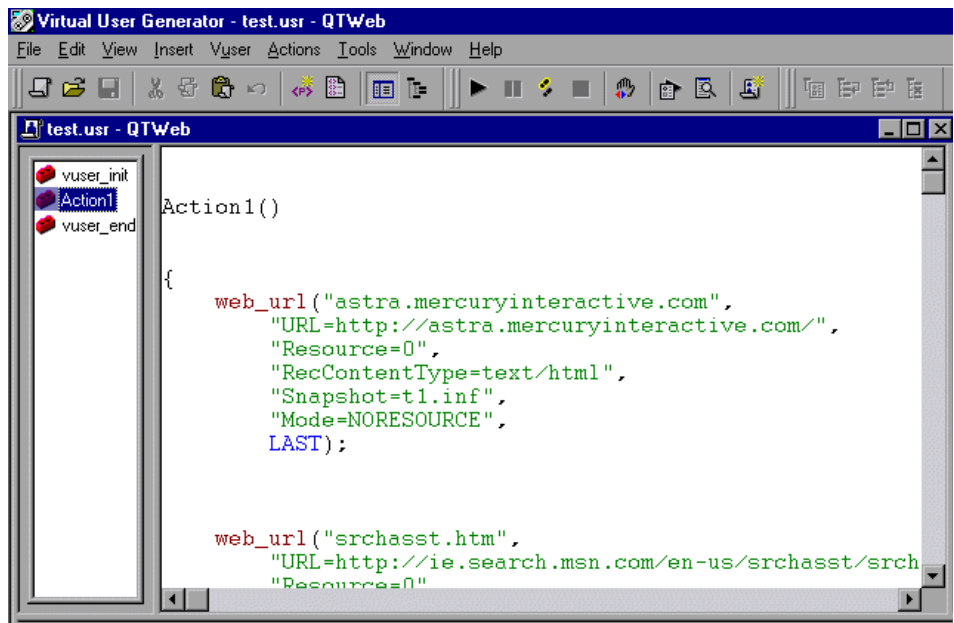 Virtual User Generator - test.usr - QTWeb
File Edit View Insert Vuser Actions Tools Window Help
test.usr - QTWeb
vuser_init
Action1
vuser_end
Action1()
{
web_url("astra.mercuryinteractive.com",
"URL=http://astra.mercuryinteractive.com/",
"Resource=0",
"RecContentType=text/html",
"Snapshot=t1.inf",
"Mode=NORESOURCE",
LAST);
web_url("srchasst.htm",
"URL=http://ie.search.msn.com/en-us/srchasst/srch
"Resource=0"